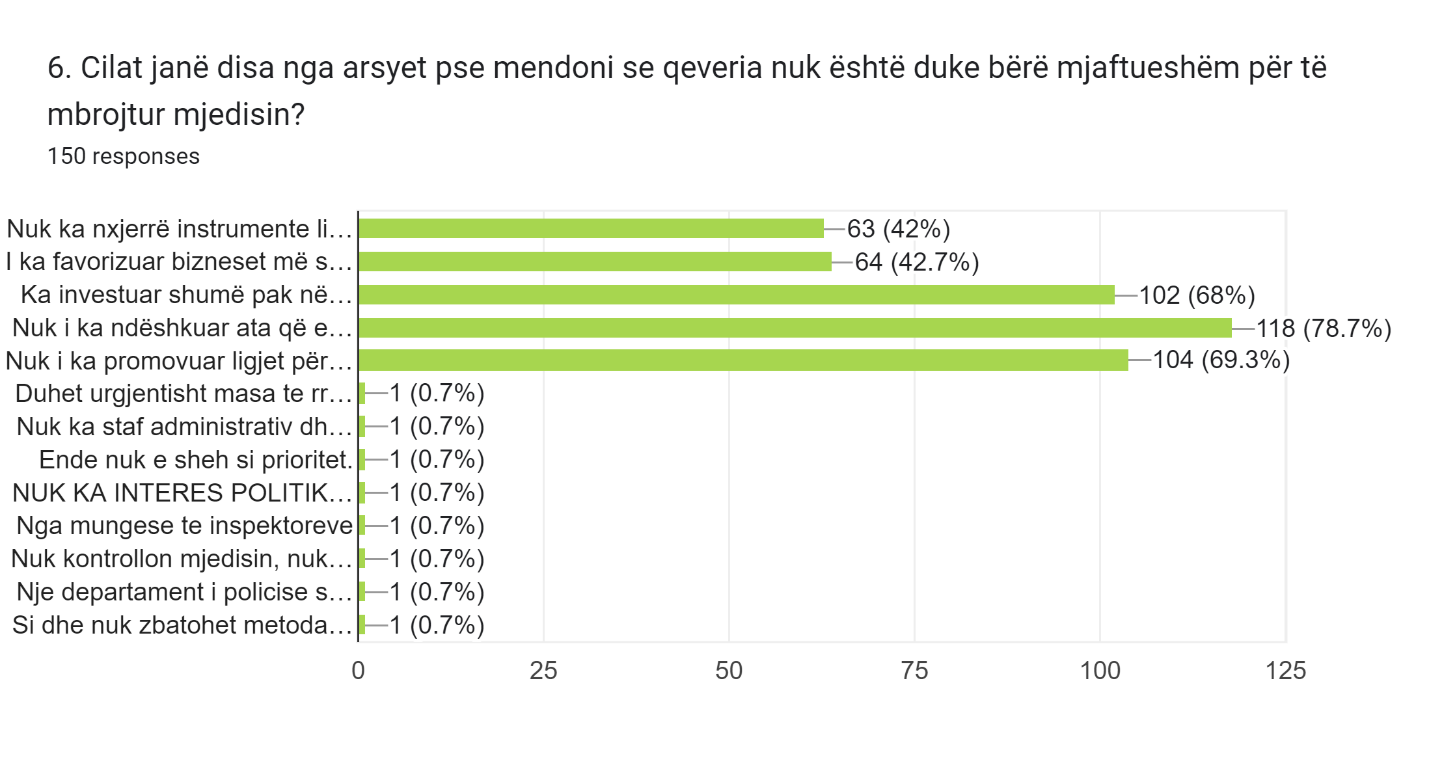 6. Cilat janë disa nga arsyet pse mendoni se qeveria nuk është duke bërë mjaftueshëm për të
mbrojtur mjedisin?
150 responses
Nuk ka nxjerrë instrumente li… 63 (42%)
I ka favorizuar bizneset më s… 64 (42.7%)
Ka investuar shumë pak në… 102 (68%)
Nuk i ka ndëshkuar ata që e… 118 (78.7%)
Nuk i ka promovuar ligjet për… 104 (69.3%)
Duhet urgjentisht masa te rr… 1 (0.7%)
Nuk ka staf administrativ dh… 1 (0.7%)
Ende nuk e sheh si prioritet. 1 (0.7%)
NUK KA INTERES POLITIK… 1 (0.7%)
Nga mungese te inspektoreve 1 (0.7%)
Nuk kontrollon mjedisin, nuk… 1 (0.7%)
Nje departament i policise s… 1 (0.7%)
Si dhe nuk zbatohet metoda… 1 (0.7%)
0 25 50 75 100 125